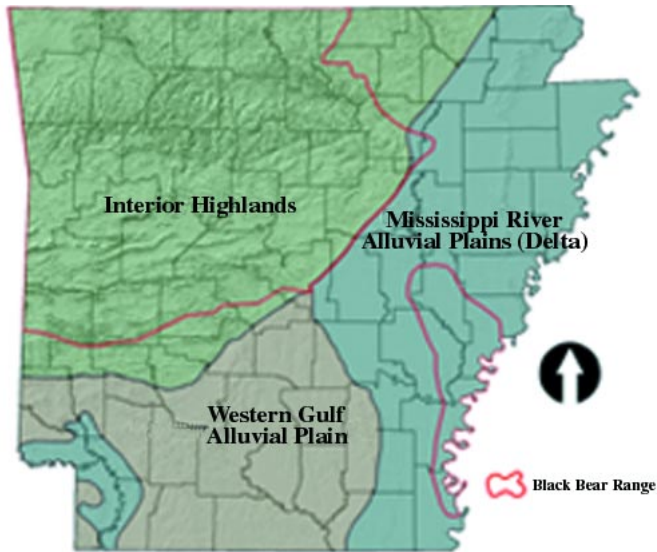 Interior Highlands
Mississippi River
Alluvial Plains (Delta)
Western Gulf
Alluvial Plain
Black Bear Range